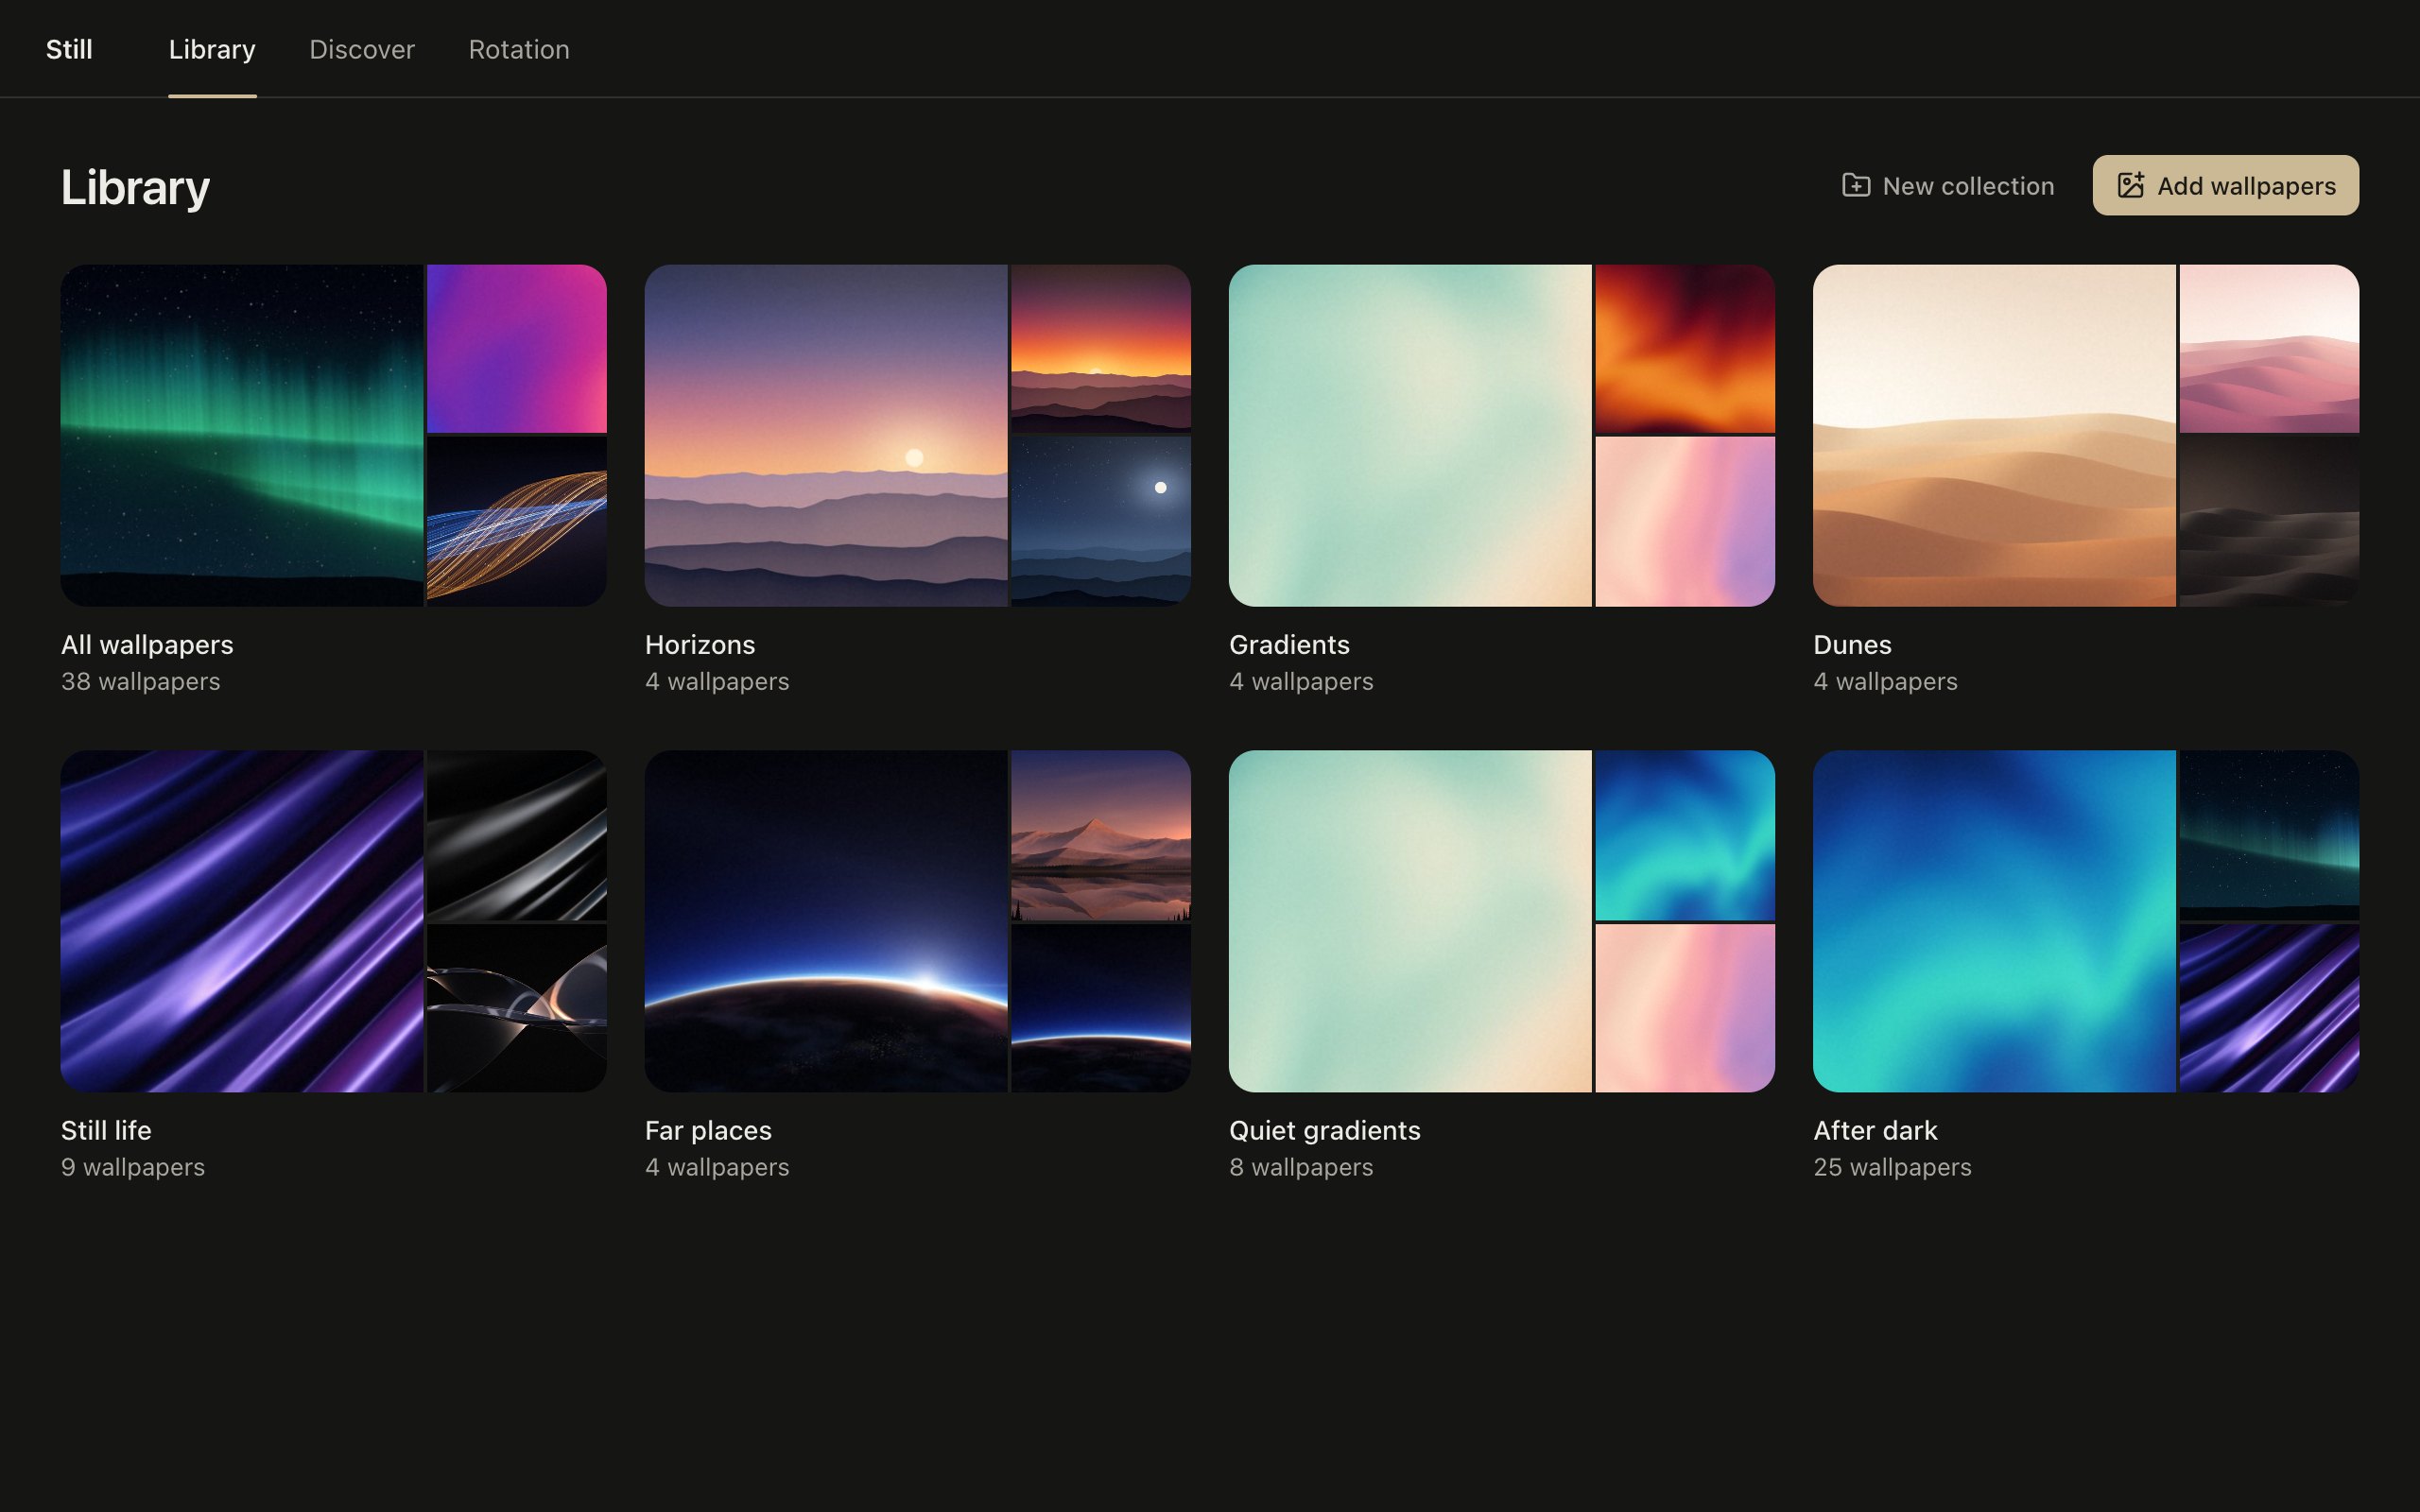 Still
Library
Discover
Rotation
Library
New collection
Add wallpapers
All wallpapers
38 wallpapers
Horizons
4 wallpapers
Gradients
4 wallpapers
Dunes
4 wallpapers
Still life
9 wallpapers
Far places
4 wallpapers
Quiet gradients
8 wallpapers
After dark
25 wallpapers